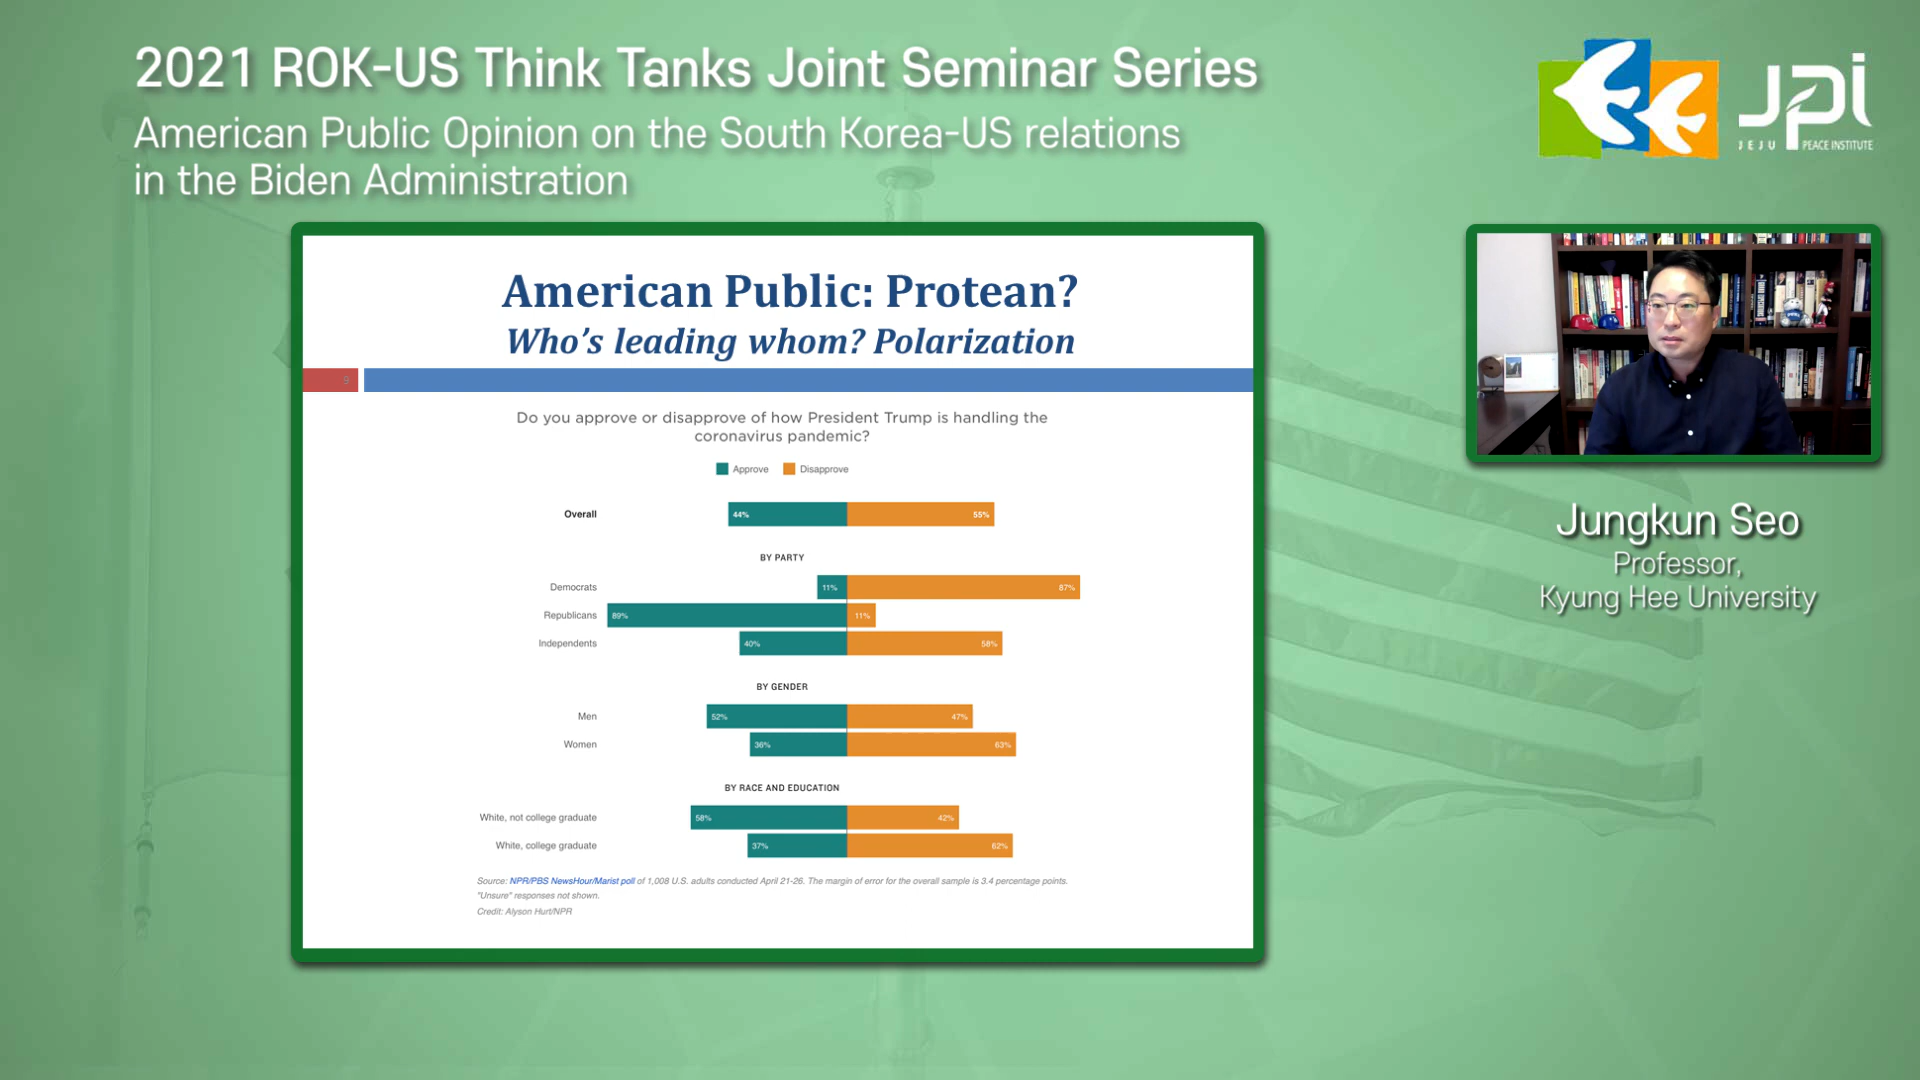 2021 ROK-US Think Tanks Joint Seminar Series
American Public Opinion on the South Korea-US relations
in the Biden Administration
JPI
JEJU PEACE INSTITUTE
American Public: Protean?
Who's leading whom? Polarization
9
Do you approve or disapprove of how President Trump is handling the
coronavirus pandemic?
Approve Disapprove
Overall 44% 55%
BY PARTY
Democrats 11% 87%
Republicans 89% 11%
Independents 40% 58%
BY GENDER
Men 52% 47%
Women 36% 63%
BY RACE AND EDUCATION
White, not college graduate 58% 42%
White, college graduate 37% 62%
Source: NPR/PBS NewsHour/Marist poll of 1,008 U.S. adults conducted April 21-26. The margin of error for the overall sample is 3.4 percentage points.
"Unsure" responses not shown.
Credit: Alyson Hurt/NPR
Jungkun Seo
Professor,
Kyung Hee University